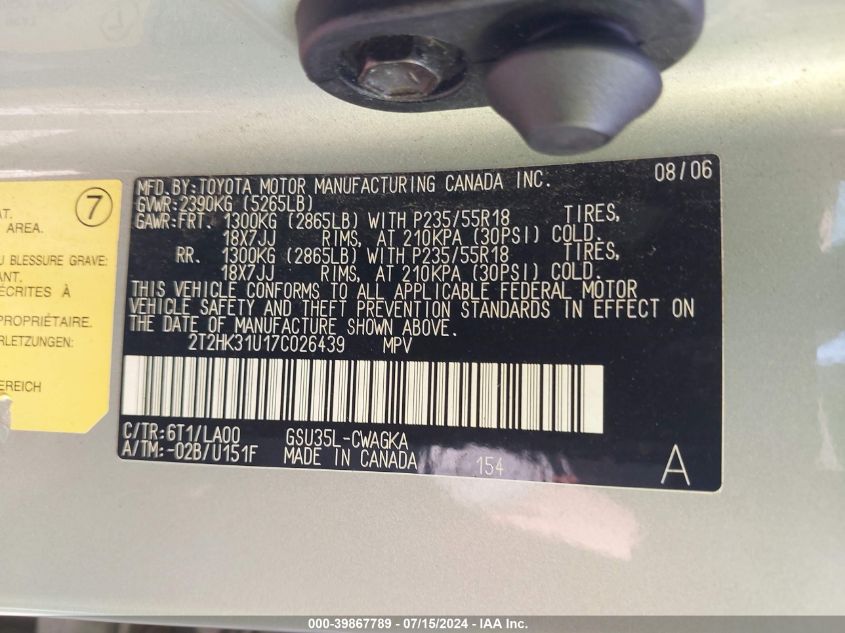 7
T.
AREA.
U BLESSURE GRAVE:
ANT.
ÉCRITES À
PROPRIÉTAIRE.
RLETZUNG
EREICH
MFD. BY: TOYOTA MOTOR MANUFACTURING CANADA INC. 08/06
GVWR: 2390KG (5265LB)
GAWR: FRT. 1300KG (2865LB) WITH P235/55R18 TIRES,
18X7JJ RIMS, AT 210KPA (30PSI) COLD.
RR. 1300KG (2865LB) WITH P235/55R18 TIRES,
18X7JJ RIMS, AT 210KPA (30PSI) COLD.
THIS VEHICLE CONFORMS TO ALL APPLICABLE FEDERAL MOTOR
VEHICLE SAFETY AND THEFT PREVENTION STANDARDS IN EFFECT ON
THE DATE OF MANUFACTURE SHOWN ABOVE.
2T2HK31U17C026439 MPV
C/TR: 6T1/LA00 GSU35L-CWAGKA
A/TM: -02B/U151F MADE IN CANADA 154 A
000-39867789 - 07/15/2024 - IAA Inc.